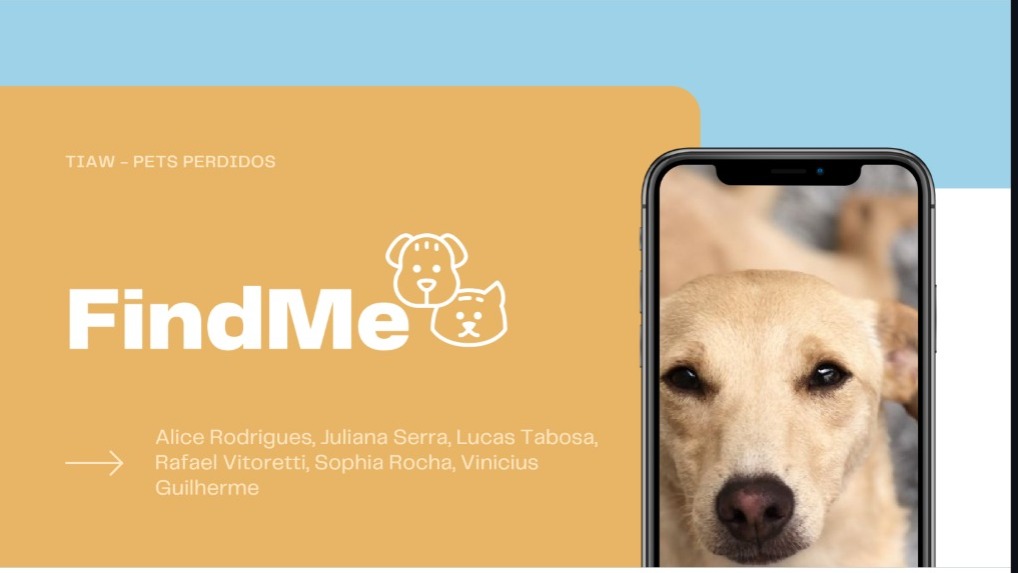 TIAW - PETS PERDIDOS
FindMe
Alice Rodrigues, Juliana Serra, Lucas Tabosa,
Rafael Vitoretti, Sophia Rocha, Vinicius
Guilherme